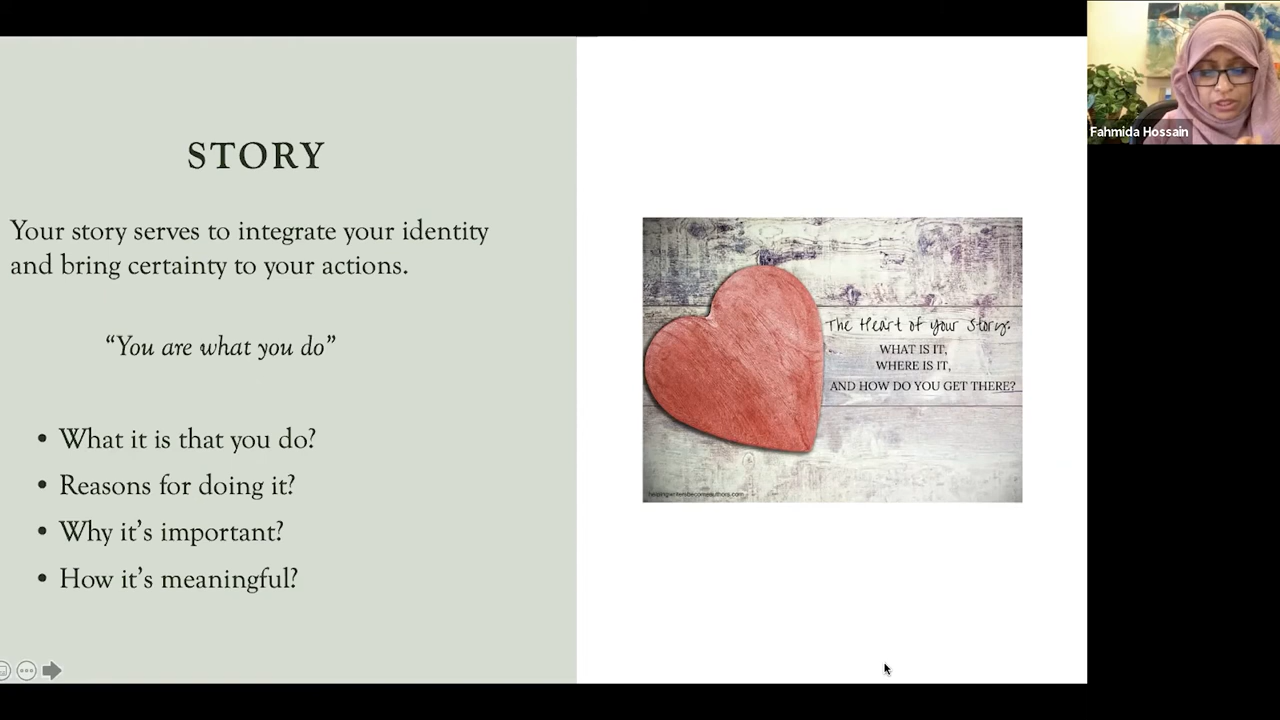 STORY
Your story serves to integrate your identity
and bring certainty to your actions.
“You are what you do”
• What it is that you do?
• Reasons for doing it?
• Why it’s important?
• How it’s meaningful?
The Heart of Your Story:
WHAT IS IT,
WHERE IS IT,
AND HOW DO YOU GET THERE?
helpingwritersbecomeauthors.com
Fahmida Hossain